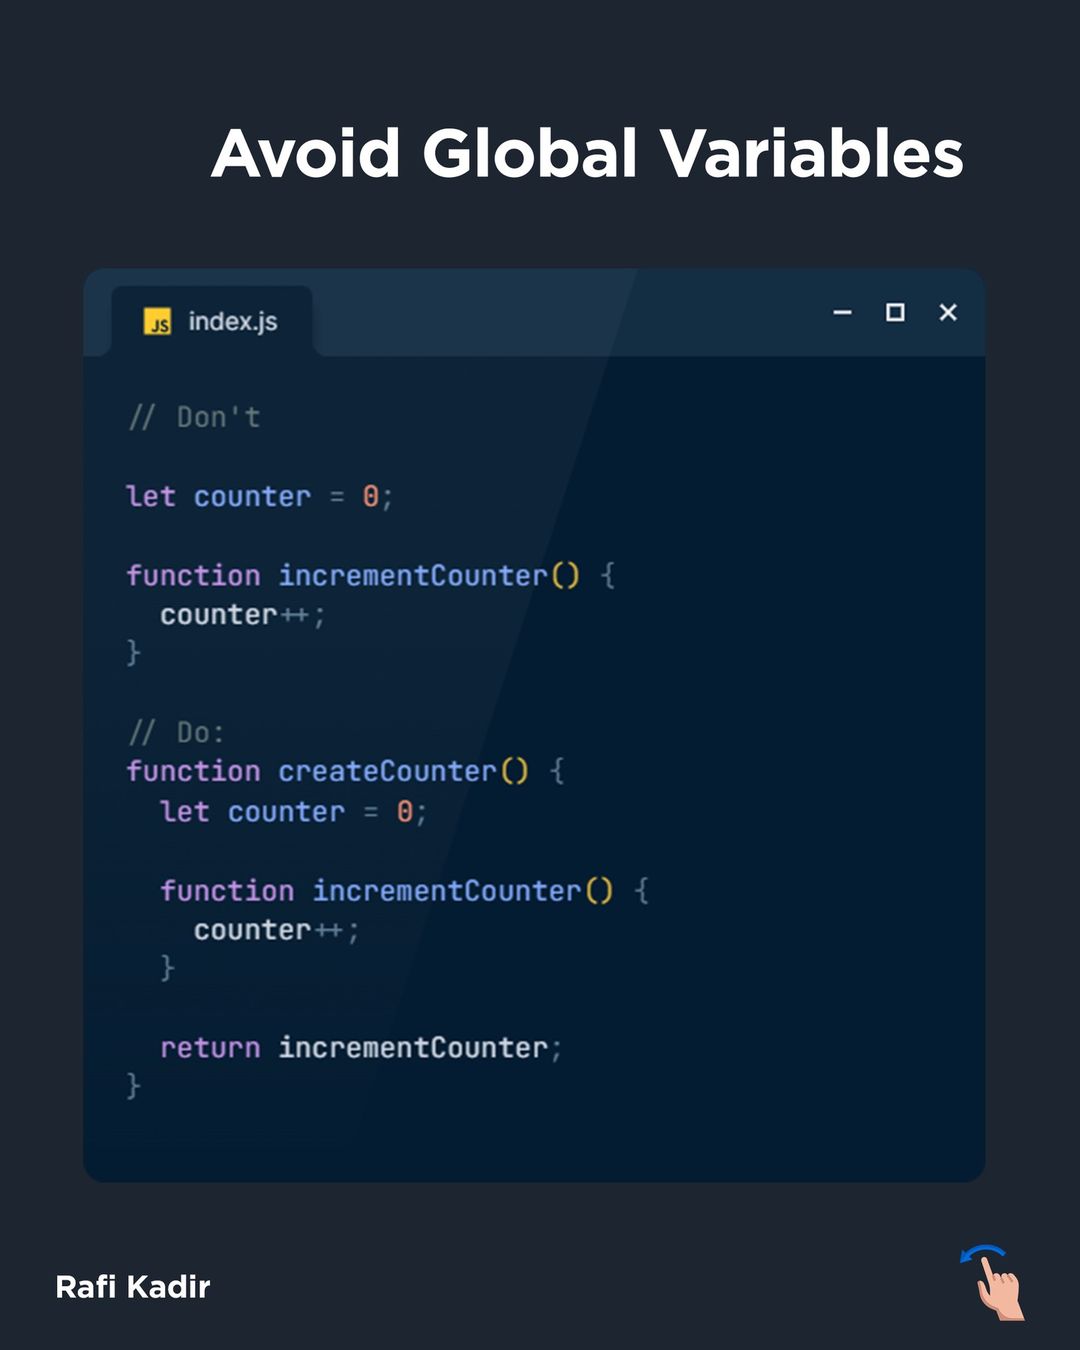 Avoid Global Variables
JS index.js
// Don't
let counter = 0;
function incrementCounter() {
  counter++;
}
// Do:
function createCounter() {
  let counter = 0;
  function incrementCounter() {
    counter++;
  }
  return incrementCounter;
}
Rafi Kadir